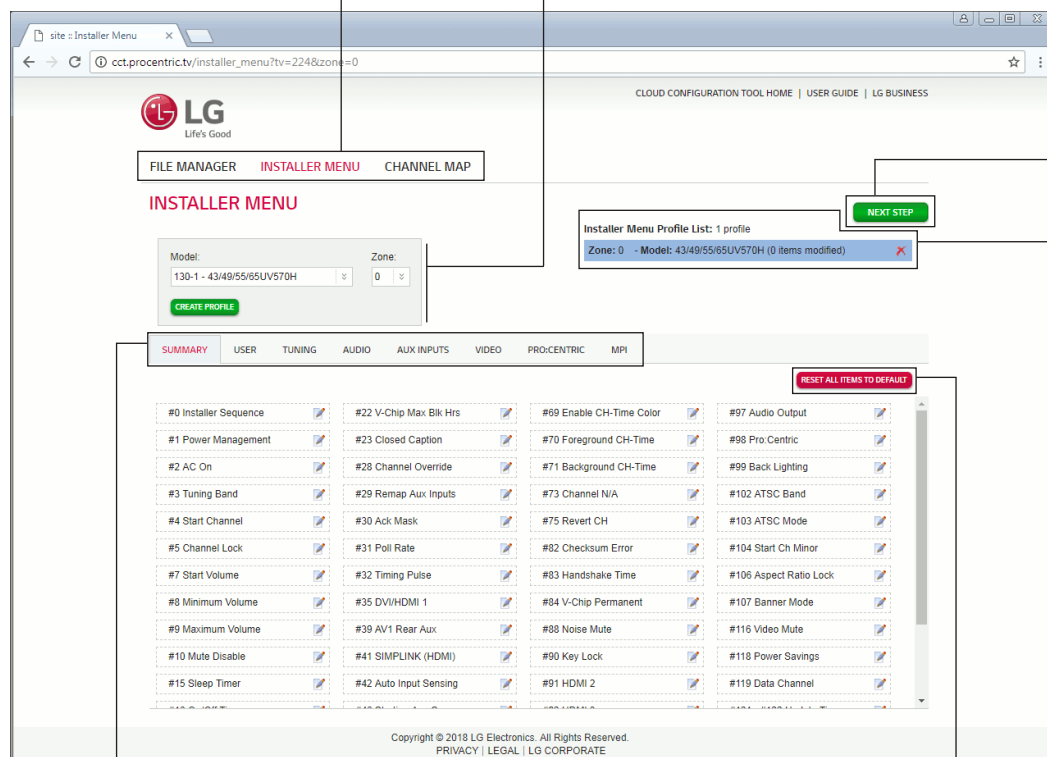 site :: Installer Menu
cct.procentric.tv/installer_menu?tv=224&zone=0
CLOUD CONFIGURATION TOOL HOME | USER GUIDE | LG BUSINESS
LG
Life's Good
FILE MANAGER INSTALLER MENU CHANNEL MAP
INSTALLER MENU
NEXT STEP
Installer Menu Profile List: 1 profile
Zone: 0 - Model: 43/49/55/65UV570H (0 items modified)
Model: Zone:
130-1 - 43/49/55/65UV570H 0
CREATE PROFILE
SUMMARY USER TUNING AUDIO AUX INPUTS VIDEO PRO:CENTRIC MPI
RESET ALL ITEMS TO DEFAULT
#0 Installer Sequence #22 V-Chip Max Blk Hrs #69 Enable CH-Time Color #97 Audio Output
#1 Power Management #23 Closed Caption #70 Foreground CH-Time #98 Pro:Centric
#2 AC On #28 Channel Override #71 Background CH-Time #99 Back Lighting
#3 Tuning Band #29 Remap Aux Inputs #73 Channel N/A #102 ATSC Band
#4 Start Channel #30 Ack Mask #75 Revert CH #103 ATSC Mode
#5 Channel Lock #31 Poll Rate #82 Checksum Error #104 Start Ch Minor
#7 Start Volume #32 Timing Pulse #83 Handshake Time #106 Aspect Ratio Lock
#8 Minimum Volume #35 DVI/HDMI 1 #84 V-Chip Permanent #107 Banner Mode
#9 Maximum Volume #39 AV1 Rear Aux #88 Noise Mute #116 Video Mute
#10 Mute Disable #41 SIMPLINK (HDMI) #90 Key Lock #118 Power Savings
#15 Sleep Timer #42 Auto Input Sensing #91 HDMI 2 #119 Data Channel
Copyright © 2018 LG Electronics. All Rights Reserved.
PRIVACY | LEGAL | LG CORPORATE